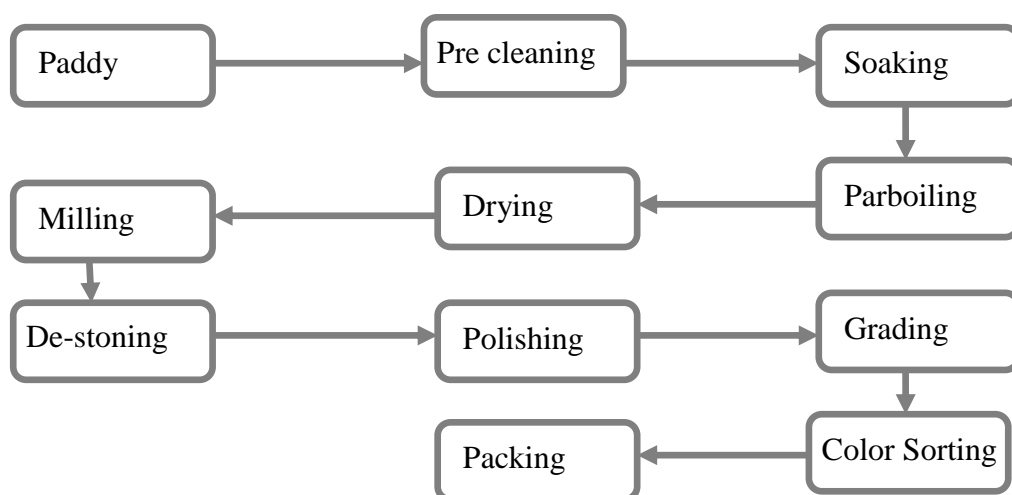 Paddy
Pre cleaning
Soaking
Parboiling
Drying
Milling
De-stoning
Polishing
Grading
Color Sorting
Packing